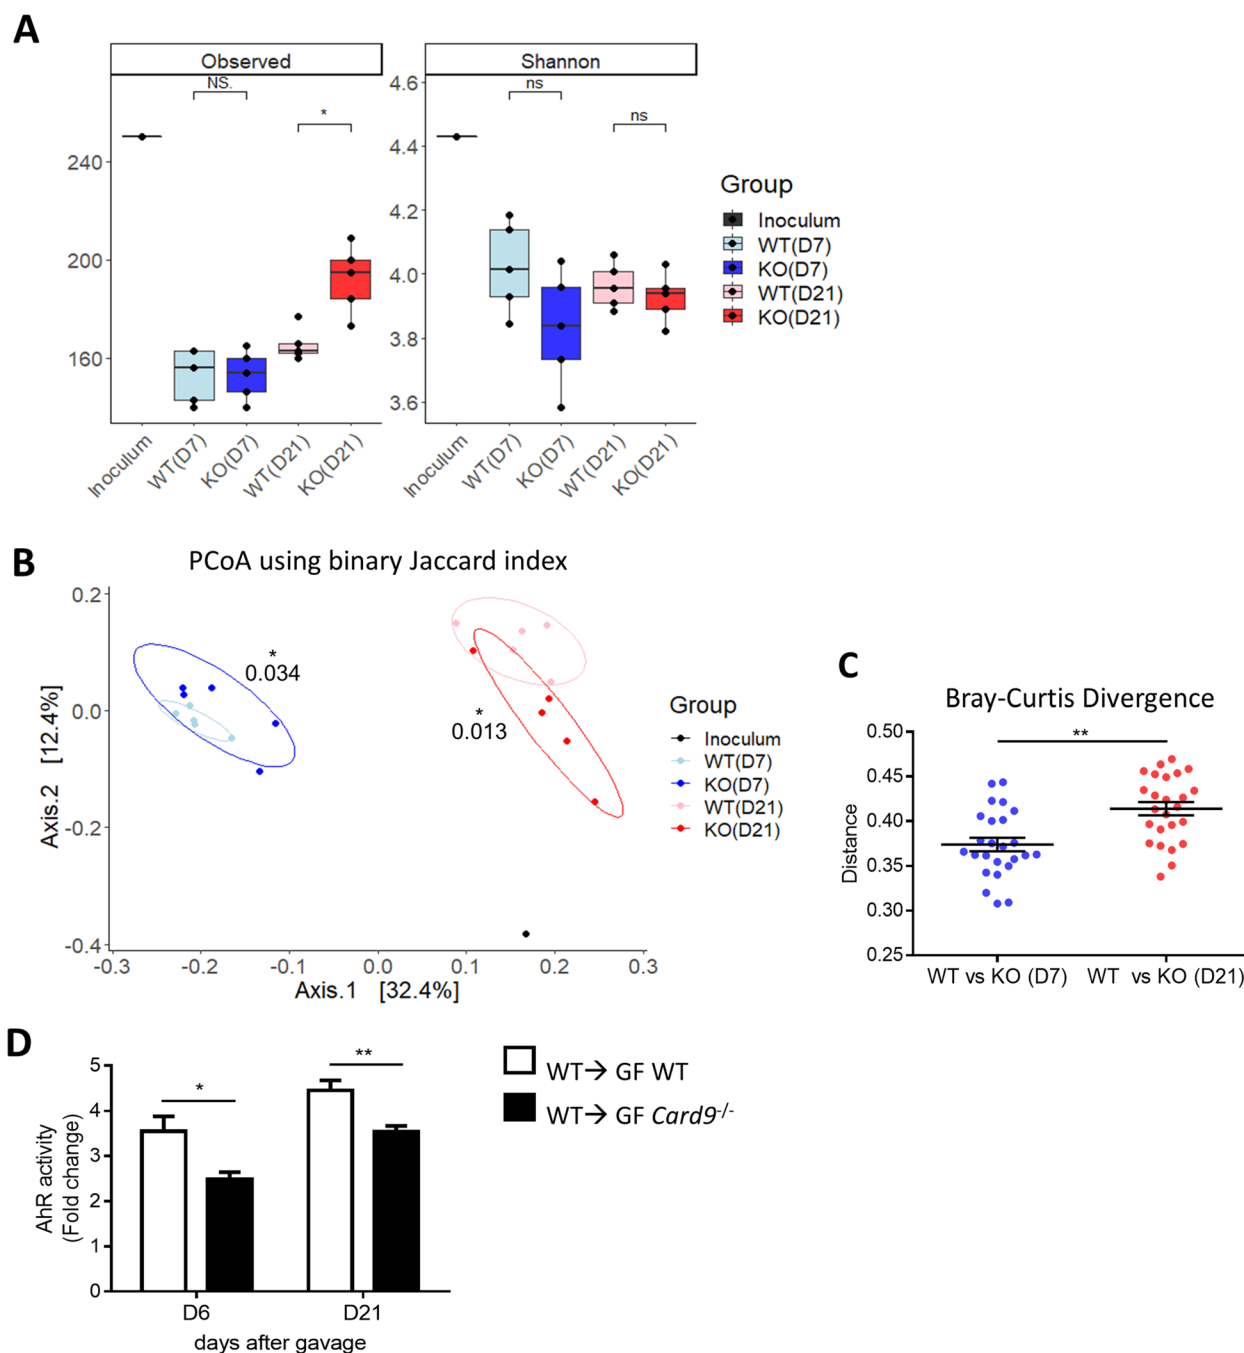 A
Observed
Shannon
NS.
*
ns
ns
240
200
160
4.6
4.4
4.2
4.0
3.8
3.6
Inoculum
WT(D7)
KO(D7)
WT(D21)
KO(D21)
Inoculum
WT(D7)
KO(D7)
WT(D21)
KO(D21)
Group
Inoculum
WT(D7)
KO(D7)
WT(D21)
KO(D21)
B
PCoA using binary Jaccard index
0.2
0.0
-0.2
-0.4
Axis.2 [12.4%]
*
0.034
*
0.013
-0.3
-0.2
-0.1
0.0
0.1
0.2
0.3
Axis.1 [32.4%]
Group
Inoculum
WT(D7)
KO(D7)
WT(D21)
KO(D21)
C
Bray-Curtis Divergence
**
0.50
0.45
0.40
0.35
0.30
0.25
Distance
WT vs KO (D7)
WT vs KO (D21)
D
5
4
3
2
1
0
AhR activity
(Fold change)
*
**
D6
D21
days after gavage
WT→ GF WT
WT→ GF Card9-/-